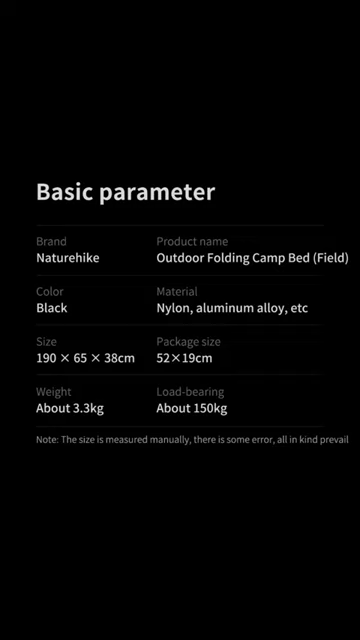 Basic parameter
Brand Product name
Naturehike Outdoor Folding Camp Bed (Field)
Color Material
Black Nylon, aluminum alloy, etc
Size Package size
190 × 65 × 38cm 52×19cm
Weight Load-bearing
About 3.3kg About 150kg
Note: The size is measured manually, there is some error, all in kind prevail